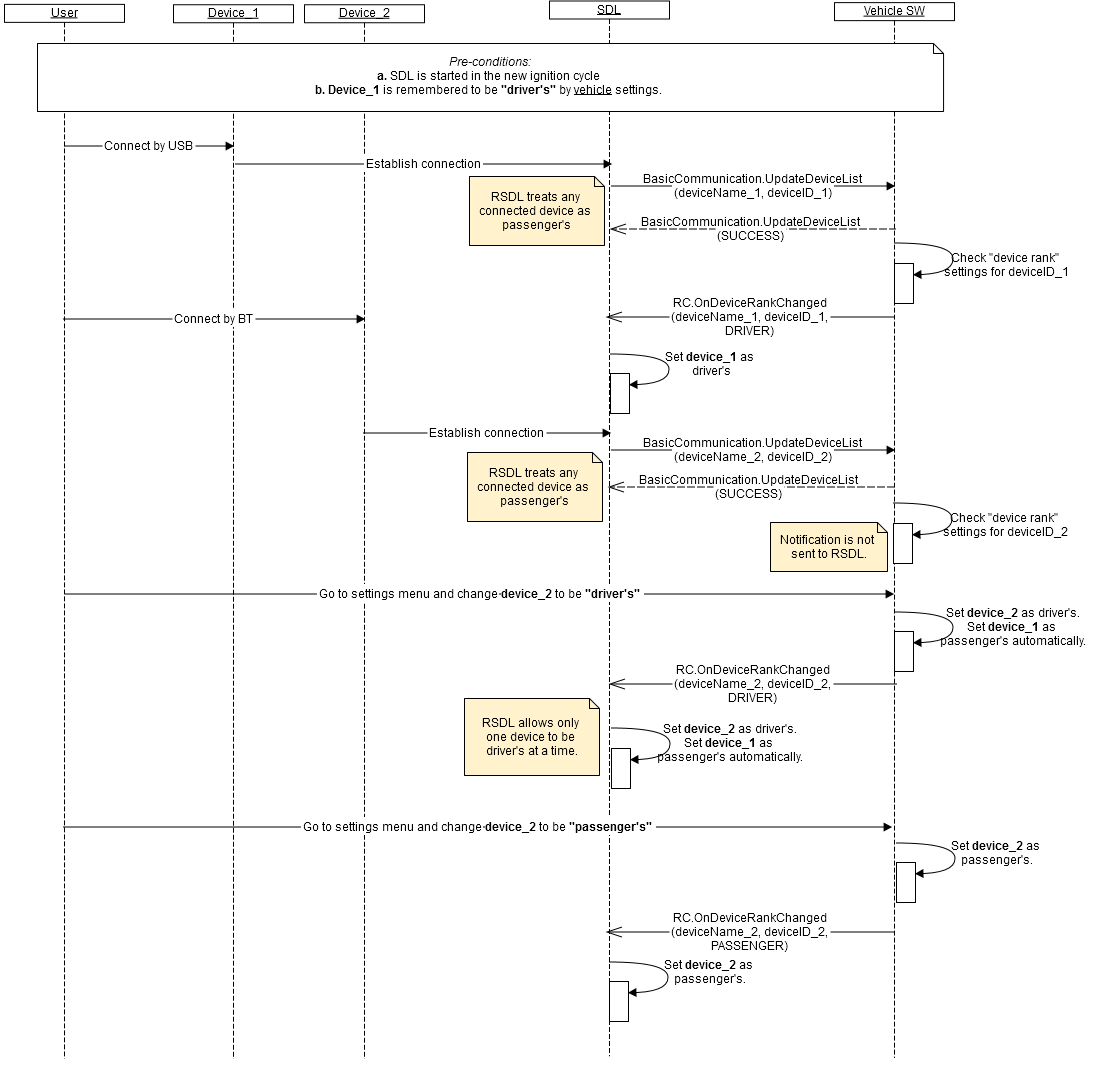 User
Device_1
Device_2
SDL
Vehicle SW
Pre-conditions:
a. SDL is started in the new ignition cycle
b. Device_1 is remembered to be "driver's" by vehicle settings.
Connect by USB
Establish connection
BasicCommunication.UpdateDeviceList
(deviceName_1, deviceID_1)
RSDL treats any
connected device as
passenger's
BasicCommunication.UpdateDeviceList
(SUCCESS)
Check "device rank"
settings for deviceID_1
RC.OnDeviceRankChanged
(deviceName_1, deviceID_1,
DRIVER)
Connect by BT
Set device_1 as
driver's
Establish connection
BasicCommunication.UpdateDeviceList
(deviceName_2, deviceID_2)
RSDL treats any
connected device as
passenger's
BasicCommunication.UpdateDeviceList
(SUCCESS)
Check "device rank"
settings for deviceID_2
Notification is not
sent to RSDL.
Go to settings menu and change device_2 to be "driver's"
Set device_2 as driver's.
Set device_1 as
passenger's automatically.
RC.OnDeviceRankChanged
(deviceName_2, deviceID_2,
DRIVER)
RSDL allows only
one device to be
driver's at a time.
Set device_2 as driver's.
Set device_1 as
passenger's automatically.
Go to settings menu and change device_2 to be "passenger's"
Set device_2 as
passenger's.
RC.OnDeviceRankChanged
(deviceName_2, deviceID_2,
PASSENGER)
Set device_2 as
passenger's.